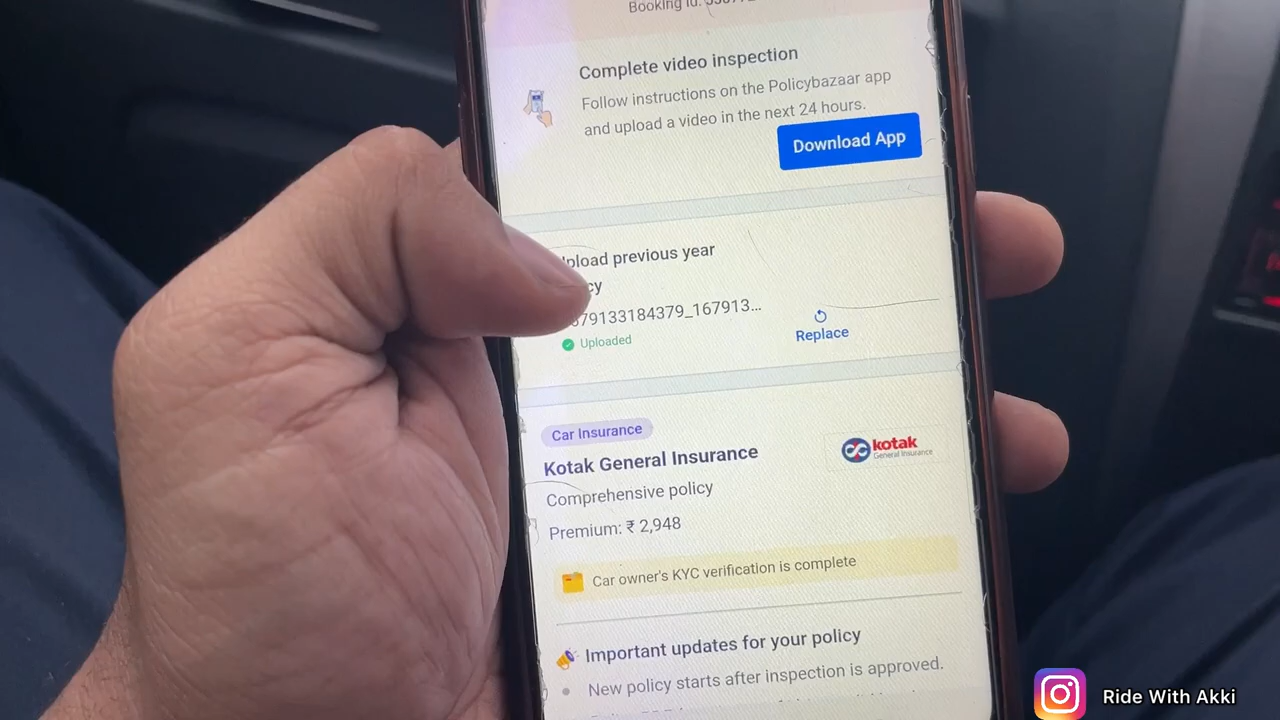 Booking Id:
Complete video inspection
Follow instructions on the Policybazaar app
and upload a video in the next 24 hours.
Download App
Upload previous year
cy
79133184379_167913...
Uploaded
Replace
Car Insurance
Kotak General Insurance
kotak
General Insurance
Comprehensive policy
Premium: ₹ 2,948
Car owner's KYC verification is complete
Important updates for your policy
New policy starts after inspection is approved.
Ride With Akki